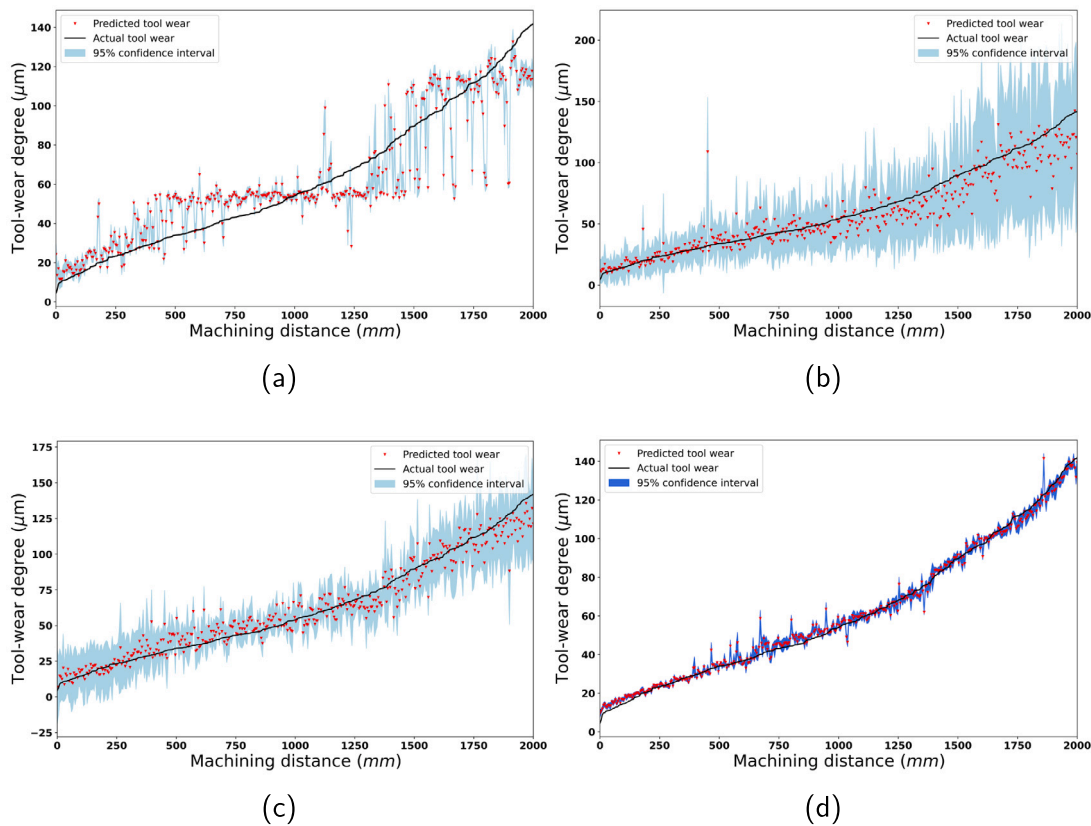 Predicted tool wear
Actual tool wear
95% confidence interval
Tool-wear degree (μm)
140
120
100
80
60
40
20
0
0 250 500 750 1000 1250 1500 1750 2000
Machining distance (mm)
(a)
Predicted tool wear
Actual tool wear
95% confidence interval
Tool-wear degree (μm)
200
150
100
50
0
0 250 500 750 1000 1250 1500 1750 2000
Machining distance (mm)
(b)
Predicted tool wear
Actual tool wear
95% confidence interval
Tool-wear degree (μm)
175
150
125
100
75
50
25
0
−25
0 250 500 750 1000 1250 1500 1750 2000
Machining distance (mm)
(c)
Predicted tool wear
Actual tool wear
95% confidence interval
Tool-wear degree (μm)
140
120
100
80
60
40
20
0
0 250 500 750 1000 1250 1500 1750 2000
Machining distance (mm)
(d)